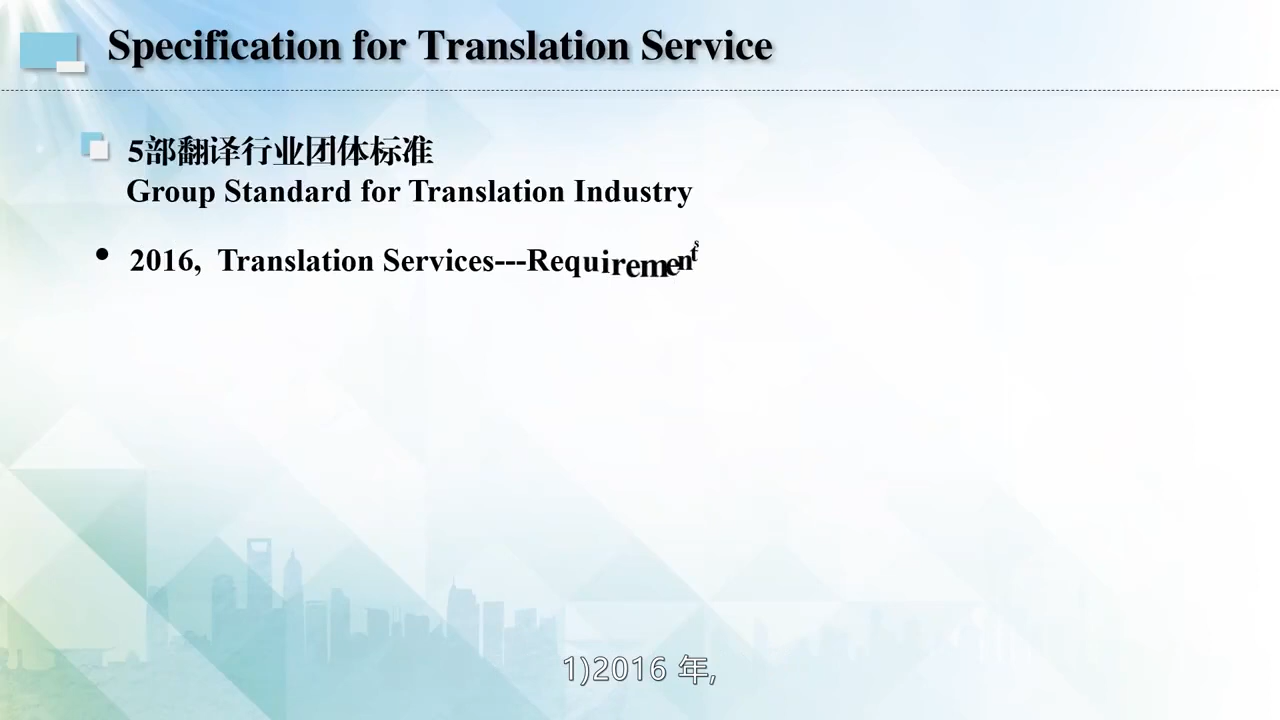 Specification for Translation Service
5部翻译行业团体标准
Group Standard for Translation Industry
• 2016, Translation Services---Requirements
1)2016 年,